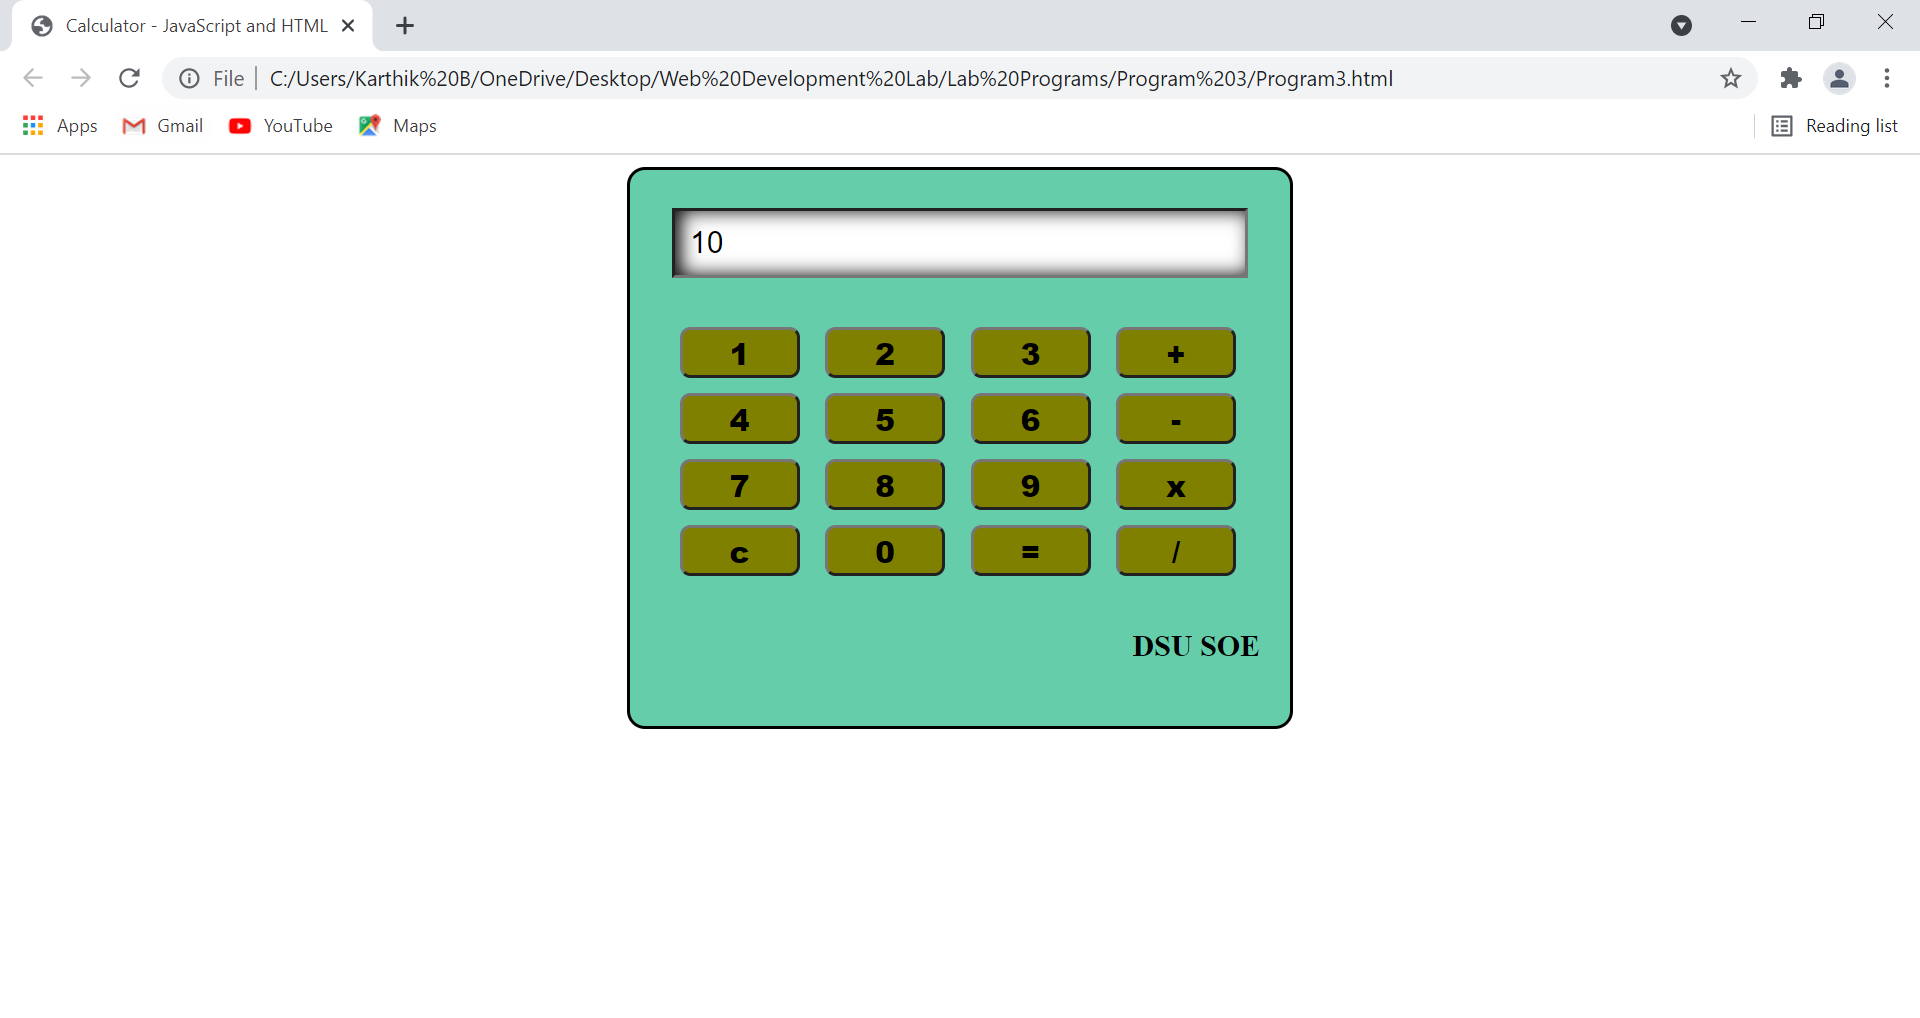 Calculator - JavaScript and HTML
File C:/Users/Karthik%20B/OneDrive/Desktop/Web%20Development%20Lab/Lab%20Programs/Program%203/Program3.html
Apps Gmail YouTube Maps Reading list
10
1 2 3 +
4 5 6 -
7 8 9 x
c 0 = /
DSU SOE